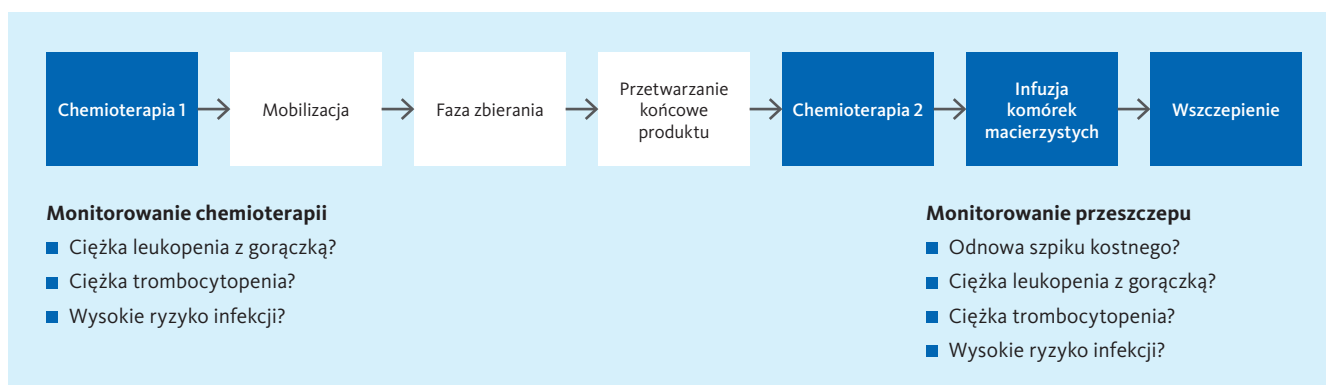 Chemioterapia 1
Mobilizacja
Faza zbierania
Przetwarzanie
końcowe
produktu
Chemioterapia 2
Infuzja
komórek
macierzystych
Wszczepienie
Monitorowanie chemioterapii
Ciężka leukopenia z gorączką?
Ciężka trombocytopenia?
Wysokie ryzyko infekcji?
Monitorowanie przeszczepu
Odnowa szpiku kostnego?
Ciężka leukopenia z gorączką?
Ciężka trombocytopenia?
Wysokie ryzyko infekcji?